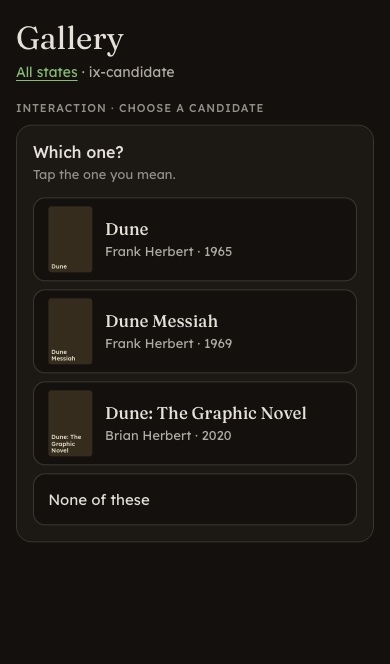 Gallery
All states · ix-candidate
INTERACTION · CHOOSE A CANDIDATE
Which one?
Tap the one you mean.
Dune
Dune
Frank Herbert · 1965
Dune
Messiah
Dune Messiah
Frank Herbert · 1969
Dune: The
Graphic
Novel
Dune: The Graphic Novel
Brian Herbert · 2020
None of these